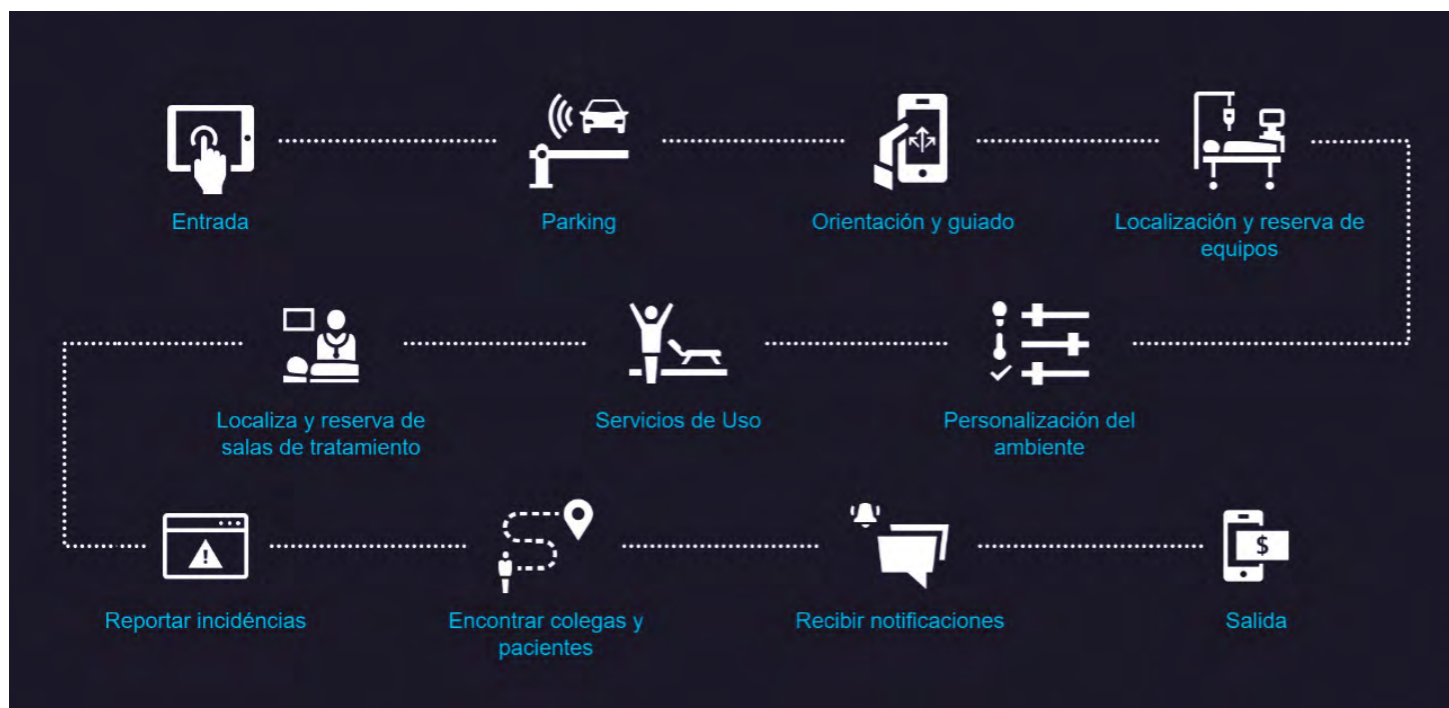 Entrada
Parking
Orientación y guiado
Localización y reserva de
equipos
Localiza y reserva de
salas de tratamiento
Servicios de Uso
Personalización del
ambiente
Reportar incidéncias
Encontrar colegas y
pacientes
Recibir notificaciones
$
Salida